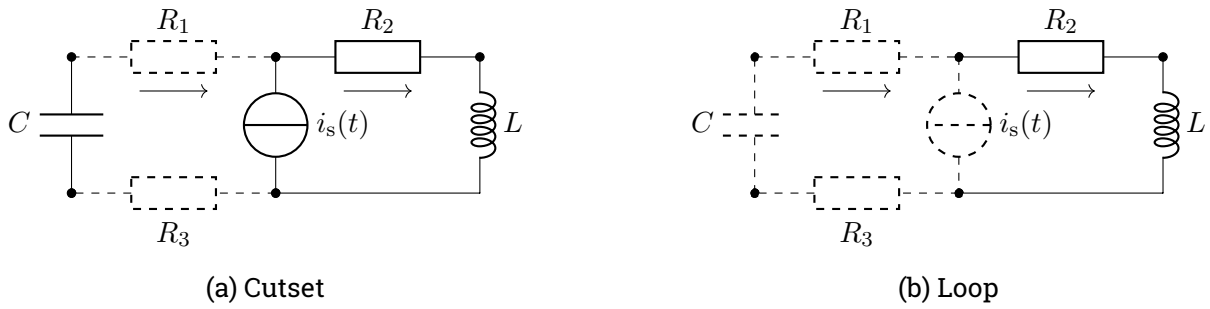 R₁ R₂
C iₛ(t) L
R₃
(a) Cutset
R₁ R₂
C iₛ(t) L
R₃
(b) Loop